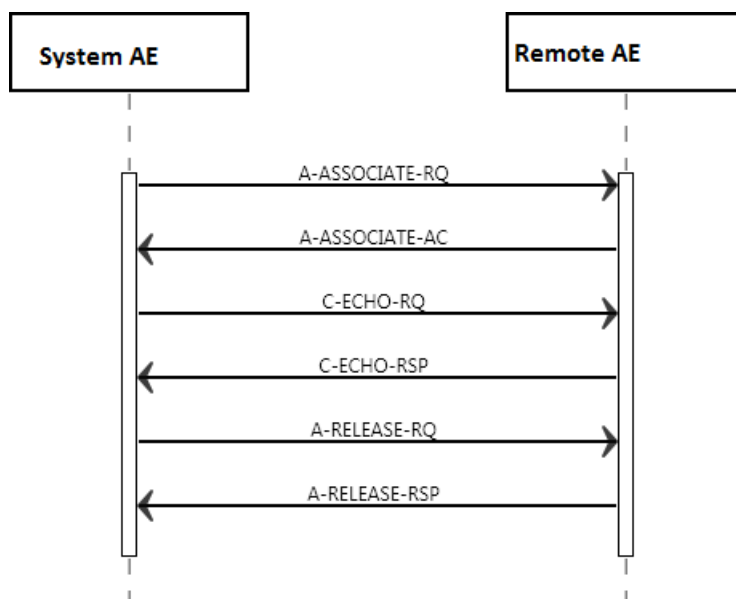 System AE
Remote AE
A-ASSOCIATE-RQ
A-ASSOCIATE-AC
C-ECHO-RQ
C-ECHO-RSP
A-RELEASE-RQ
A-RELEASE-RSP